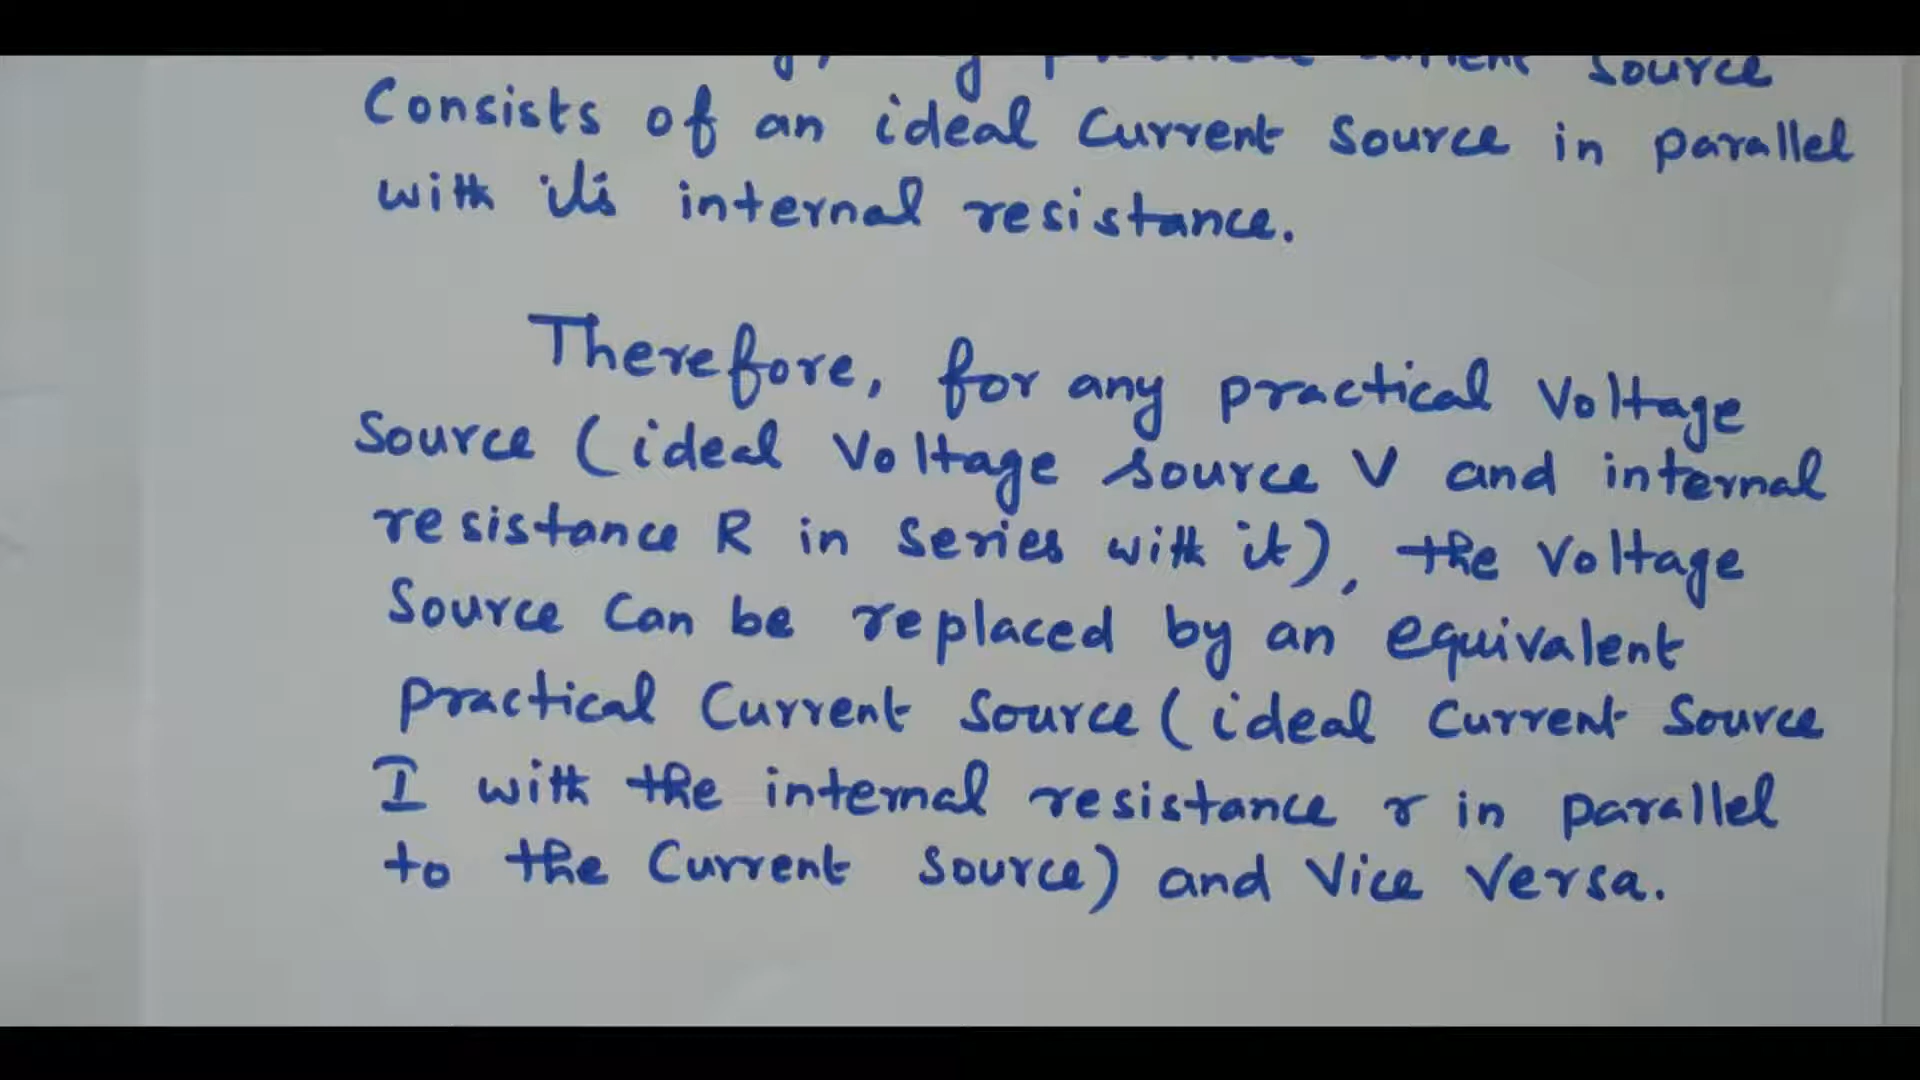 Current Source
Consists of an ideal Current Source in parallel
with its internal resistance.
Therefore, for any practical Voltage
Source (ideal Voltage source V and internal
resistance R in series with it), the Voltage
Source Can be replaced by an equivalent
practical Current Source (ideal Current Source
I with the internal resistance r in parallel
to the Current Source) and Vice Versa.